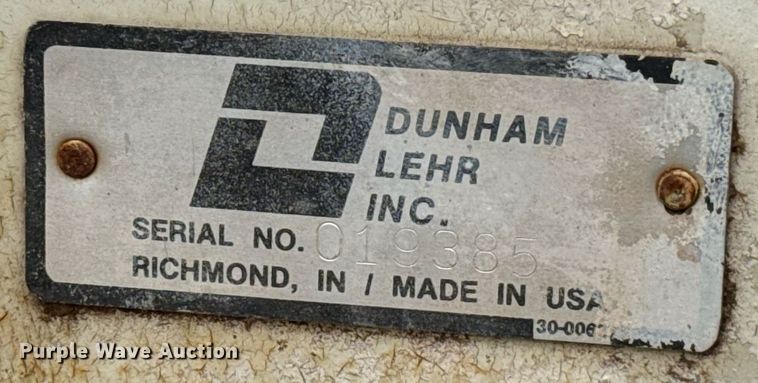 DUNHAM
LEHR
INC.
SERIAL NO. 019385
RICHMOND, IN / MADE IN USA
Purple Wave Auction